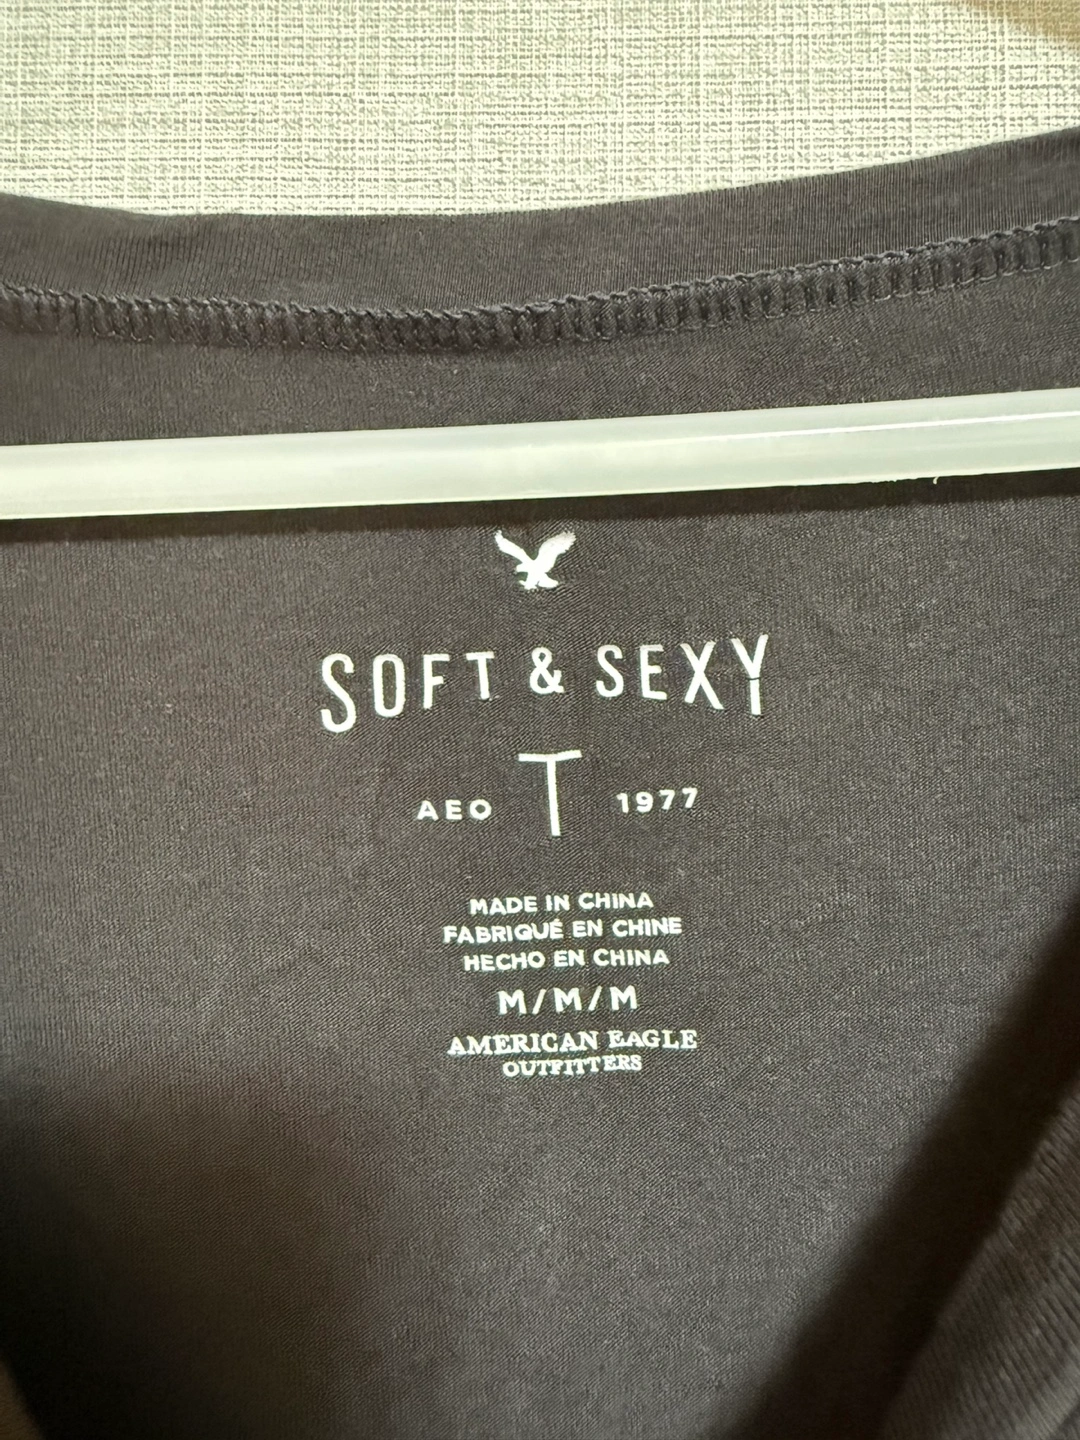 SOFT & SEXY
AEO T 1977
MADE IN CHINA
FABRIQUÉ EN CHINE
HECHO EN CHINA
M/M/M
AMERICAN EAGLE
OUTFITTERS